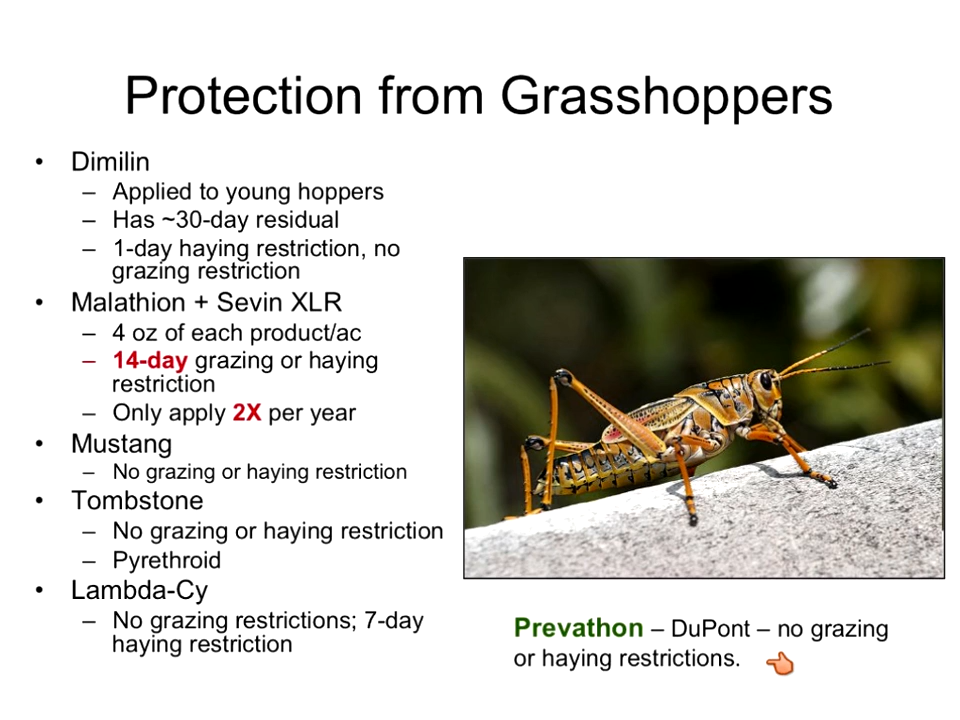 Protection from Grasshoppers
• Dimilin
– Applied to young hoppers
– Has ~30-day residual
– 1-day haying restriction, no
grazing restriction
• Malathion + Sevin XLR
– 4 oz of each product/ac
– 14-day grazing or haying
restriction
– Only apply 2X per year
• Mustang
– No grazing or haying restriction
• Tombstone
– No grazing or haying restriction
– Pyrethroid
• Lambda-Cy
– No grazing restrictions; 7-day
haying restriction
Prevathon – DuPont – no grazing
or haying restrictions.